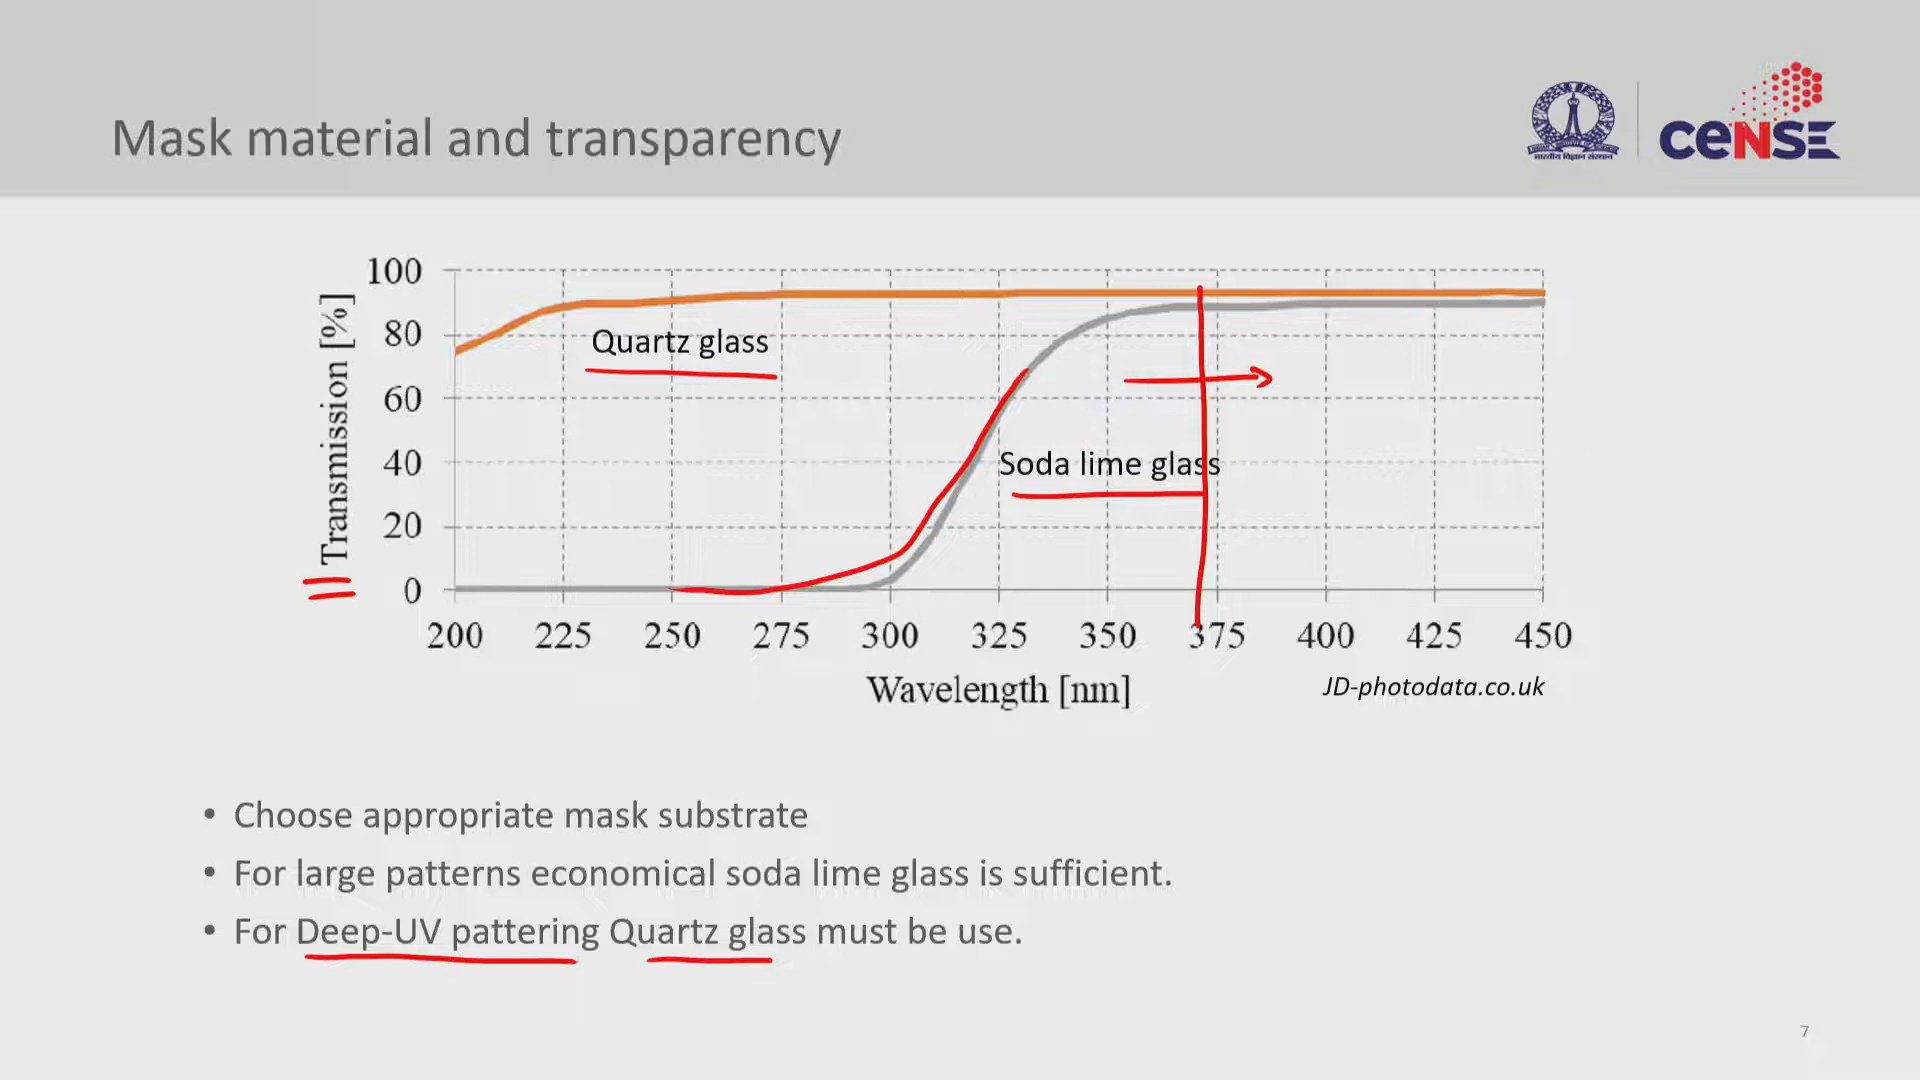 Mask material and transparency
भारतीय विज्ञान संस्थान
CeNSE
Transmission [%]
100
80
60
40
20
0
Quartz glass
Soda lime glass
200 225 250 275 300 325 350 375 400 425 450
Wavelength [nm]
JD-photodata.co.uk
• Choose appropriate mask substrate
• For large patterns economical soda lime glass is sufficient.
• For Deep-UV pattering Quartz glass must be use.
7